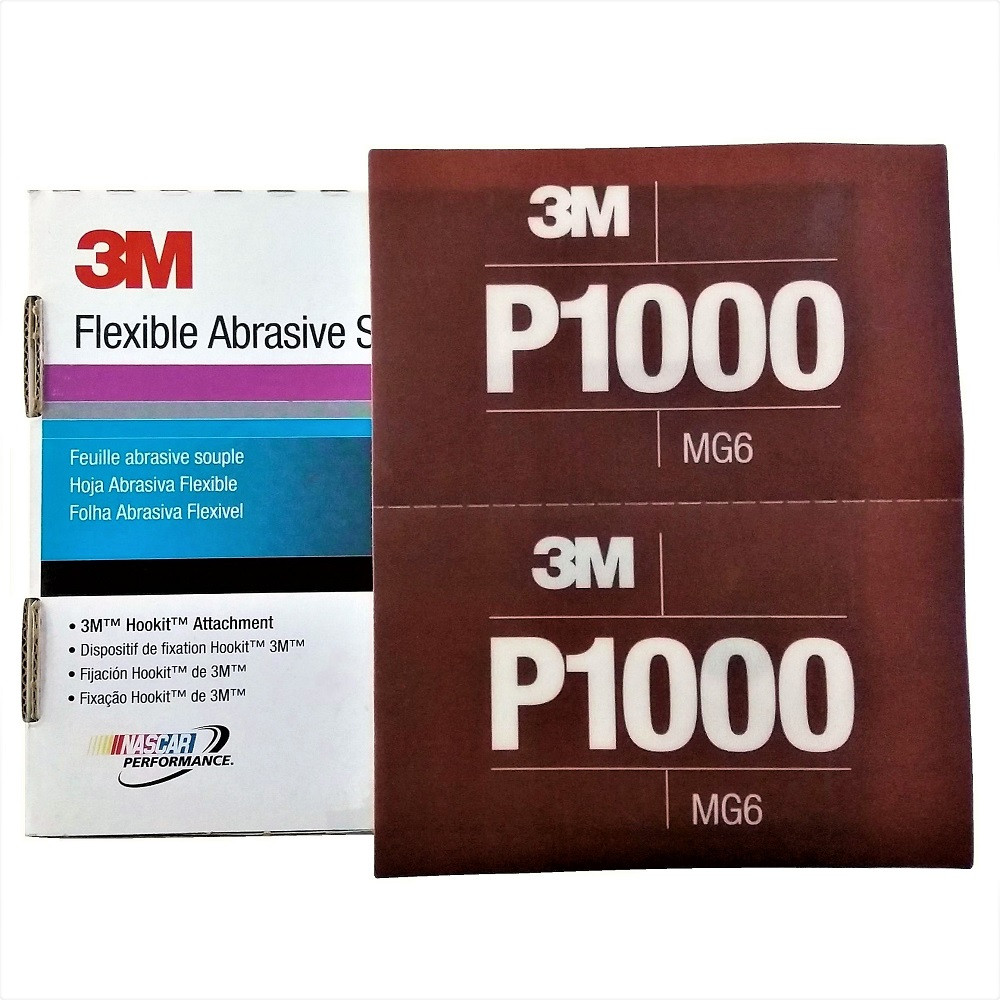 3M
Flexible Abrasive S
Feuille abrasive souple
Hoja Abrasiva Flexible
Folha Abrasiva Flexivel
• 3M™ Hookit™ Attachment
• Dispositif de fixation Hookit™ 3M™
• Fijación Hookit™ de 3M™
• Fixação Hookit™ de 3M™
NASCAR
PERFORMANCE.
3M
P1000
MG6
3M
P1000
MG6